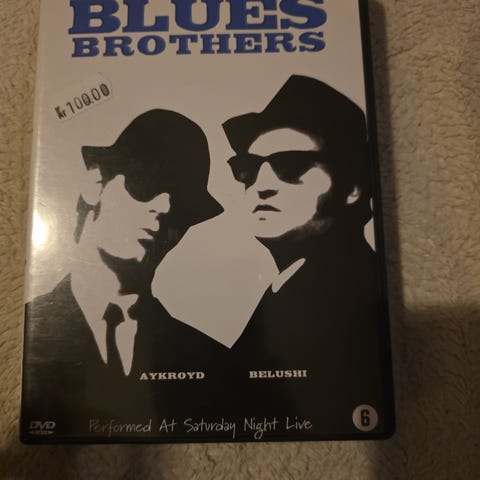 BLUES
BROTHERS
Kr 100,00
AYKROYD BELUSHI
DVD
Performed At Saturday Night Live
6